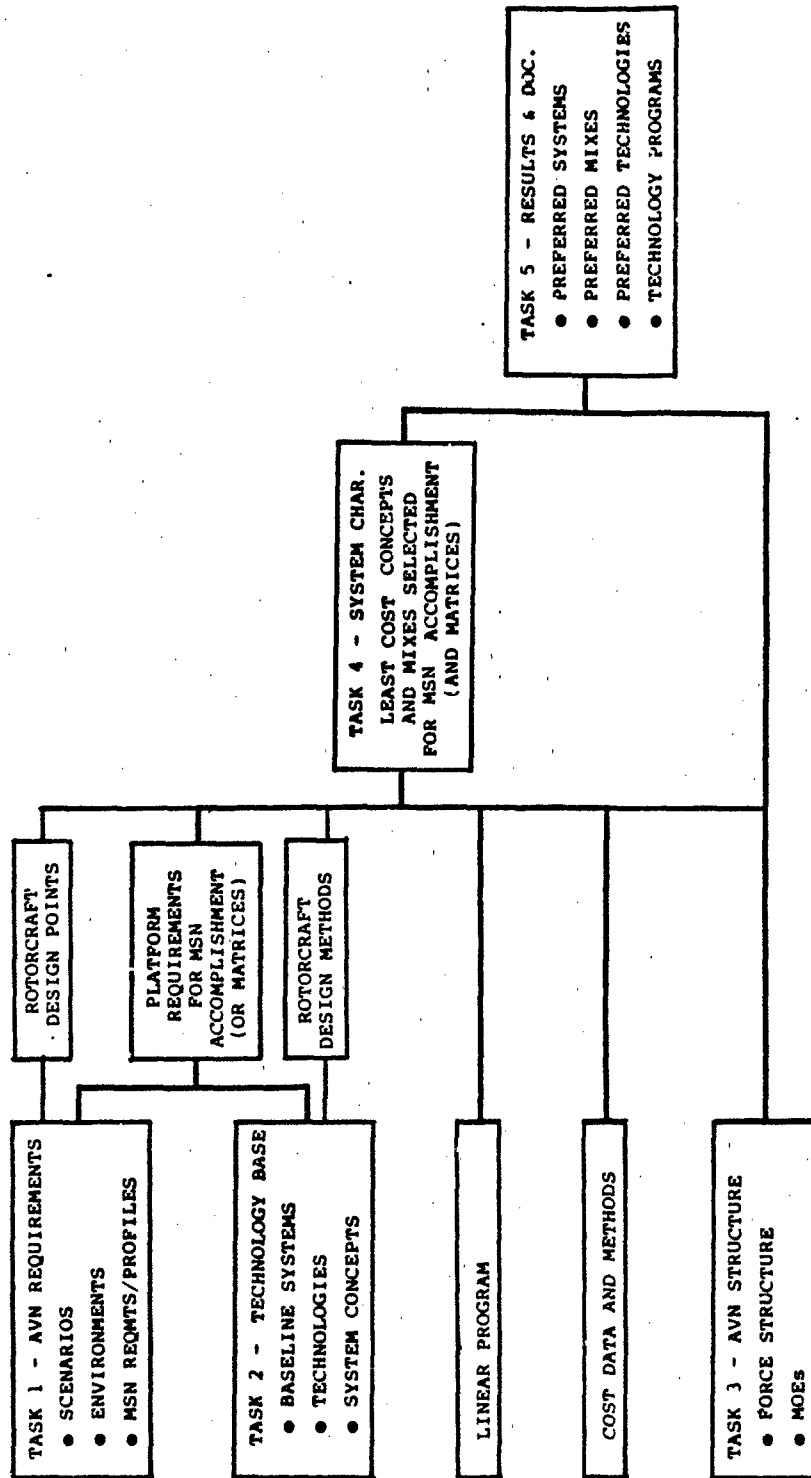 TASK 1 - AVN REQUIREMENTS
● SCENARIOS
● ENVIRONMENTS
● MSN REQMTS/PROFILES
TASK 2 - TECHNOLOGY BASE
● BASELINE SYSTEMS
● TECHNOLOGIES
● SYSTEM CONCEPTS
LINEAR PROGRAM
COST DATA AND METHODS
TASK 3 - AVN STRUCTURE
● FORCE STRUCTURE
● MOEs
ROTORCRAFT
DESIGN POINTS
PLATFORM
REQUIREMENTS
FOR MSN
ACCOMPLISHMENT
(OR MATRICES)
ROTORCRAFT
DESIGN METHODS
TASK 4 - SYSTEM CHAR.
LEAST COST CONCEPTS
AND MIXES SELECTED
FOR MSN ACCOMPLISHMENT
(AND MATRICES)
TASK 5 - RESULTS & DOC.
● PREFERRED SYSTEMS
● PREFERRED MIXES
● PREFERRED TECHNOLOGIES
● TECHNOLOGY PROGRAMS